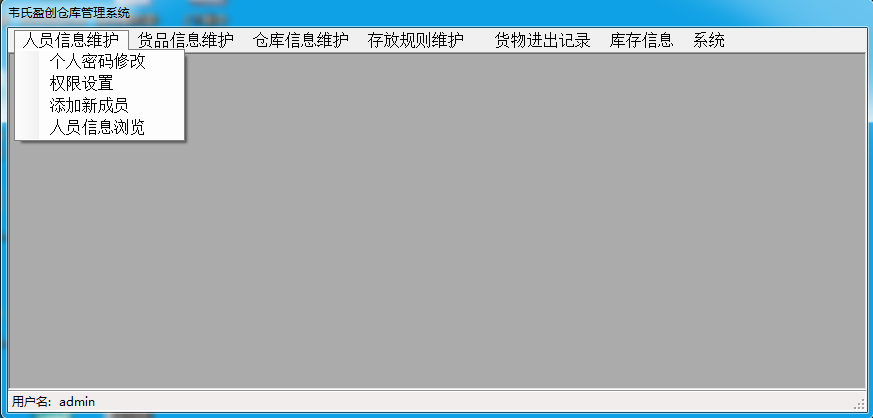 韦氏盈创仓库管理系统
人员信息维护 货品信息维护 仓库信息维护 存放规则维护 货物进出记录 库存信息 系统
个人密码修改
权限设置
添加新成员
人员信息浏览
用户名: admin